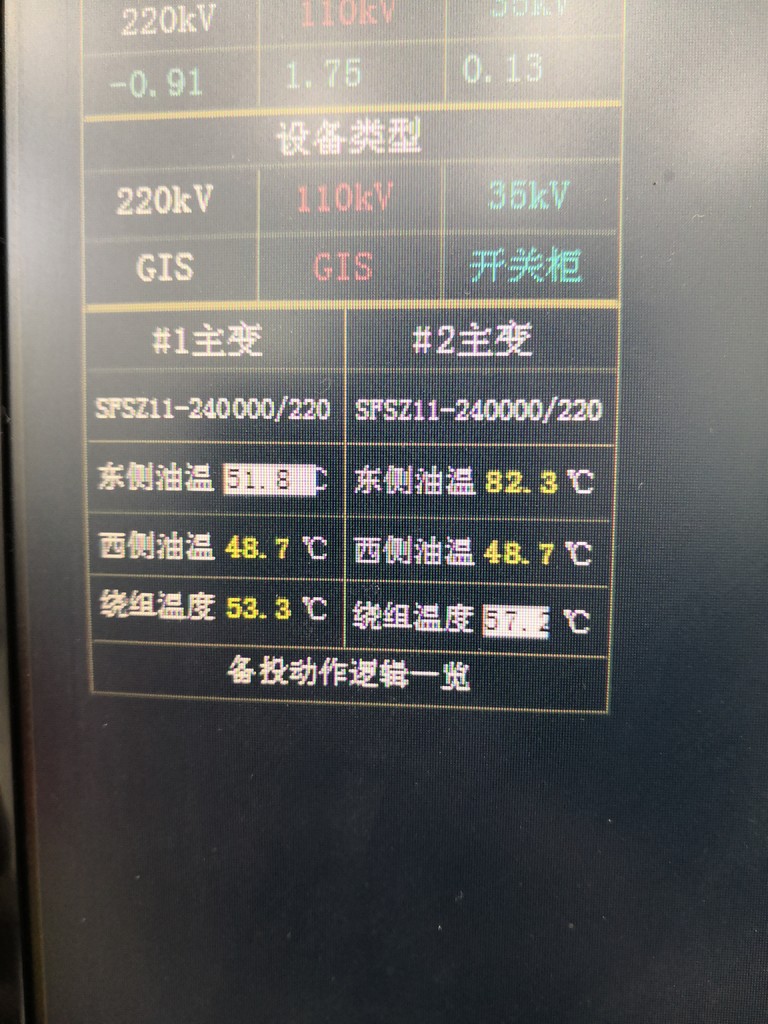 220kV 110kV 35kV
-0.91 1.75 0.13
设备类型
220kV 110kV 35kV
GIS GIS 开关柜
#1主变 #2主变
SFSZ11-240000/220 SFSZ11-240000/220
东侧油温 51.8℃ 东侧油温 82.3℃
西侧油温 48.7℃ 西侧油温 48.7℃
绕组温度 53.3℃ 绕组温度 57.2℃
备投动作逻辑一览